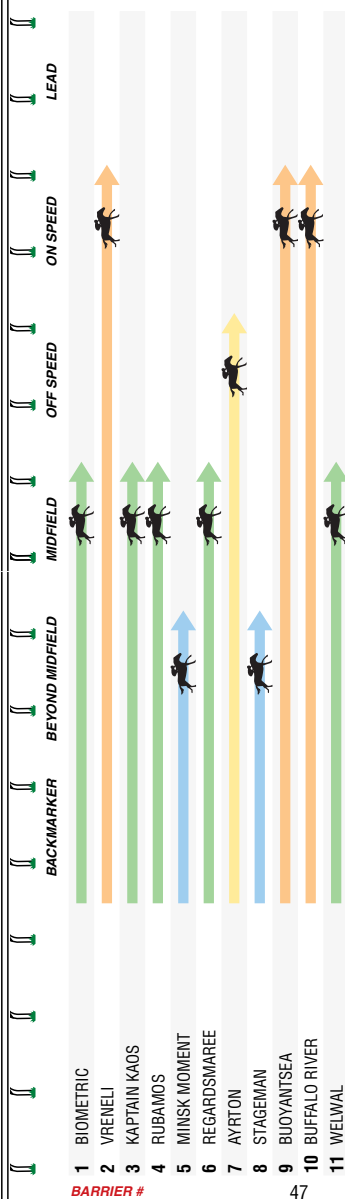 BACKMARKER BEYOND MIDFIELD MIDFIELD OFF SPEED ON SPEED LEAD
1 BIOMETRIC
2 VRENELI
3 KAPTAIN KAOS
4 RUBAMOS
5 MINSK MOMENT
6 REGARDSMAREE
7 AYRTON
8 STAGEMAN
9 BUOYANTSEA
10 BUFFALO RIVER
11 WELWAL
BARRIER #
47